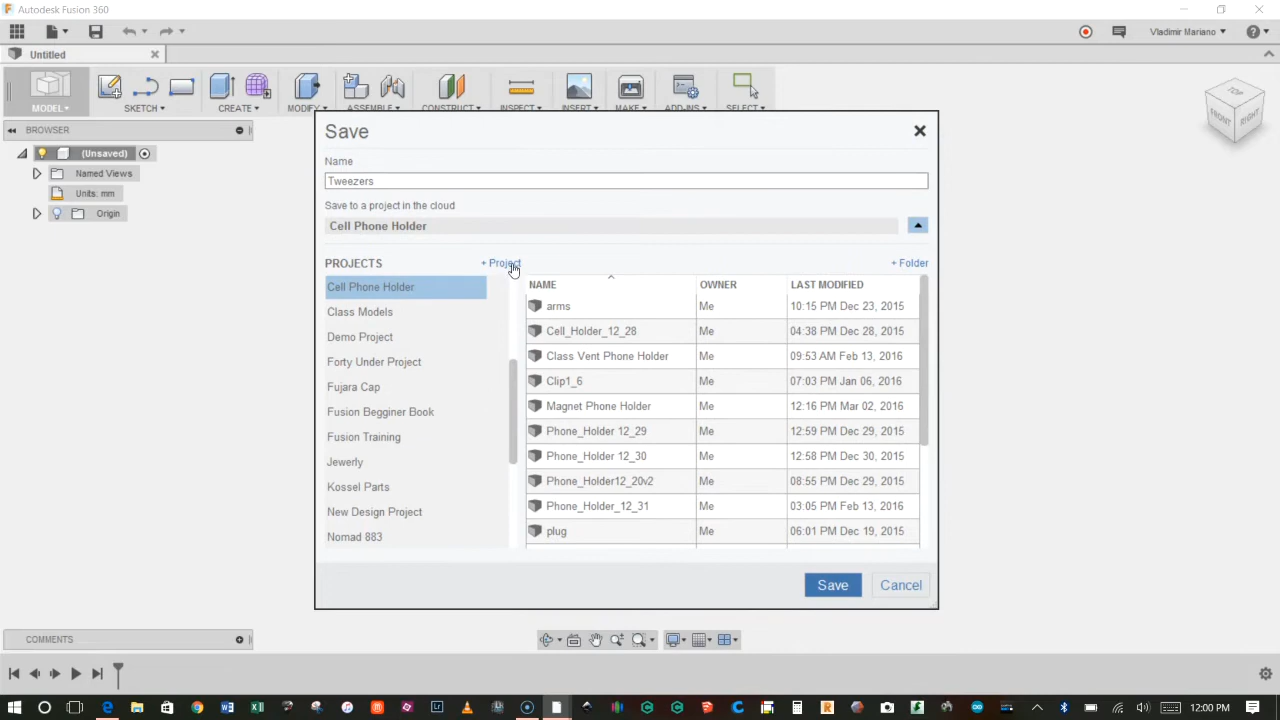 Autodesk Fusion 360
Vladimir Mariano
Untitled
MODEL
SKETCH
CREATE
MODIFY
ASSEMBLE
CONSTRUCT
INSPECT
INSERT
MAKE
ADD-INS
SELECT
TOP
FRONT
RIGHT
BROWSER
(Unsaved)
Named Views
Units: mm
Origin
Save
Name
Tweezers
Save to a project in the cloud
Cell Phone Holder
PROJECTS + Project + Folder
NAME OWNER LAST MODIFIED
Cell Phone Holder
Class Models
Demo Project
Forty Under Project
Fujara Cap
Fusion Begginer Book
Fusion Training
Jewerly
Kossel Parts
New Design Project
Nomad 883
arms Me 10:15 PM Dec 23, 2015
Cell_Holder_12_28 Me 04:38 PM Dec 28, 2015
Class Vent Phone Holder Me 09:53 AM Feb 13, 2016
Clip1_6 Me 07:03 PM Jan 06, 2016
Magnet Phone Holder Me 12:16 PM Mar 02, 2016
Phone_Holder 12_29 Me 12:59 PM Dec 29, 2015
Phone_Holder 12_30 Me 12:58 PM Dec 30, 2015
Phone_Holder12_20v2 Me 08:55 PM Dec 29, 2015
Phone_Holder_12_31 Me 03:05 PM Feb 13, 2016
plug Me 06:01 PM Dec 19, 2015
Save Cancel
COMMENTS
12:00 PM